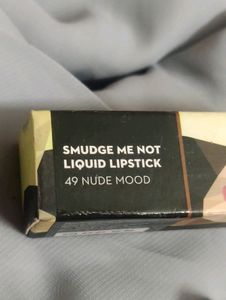 SMUDGE ME NOT
LIQUID LIPSTICK
49 NUDE MOOD